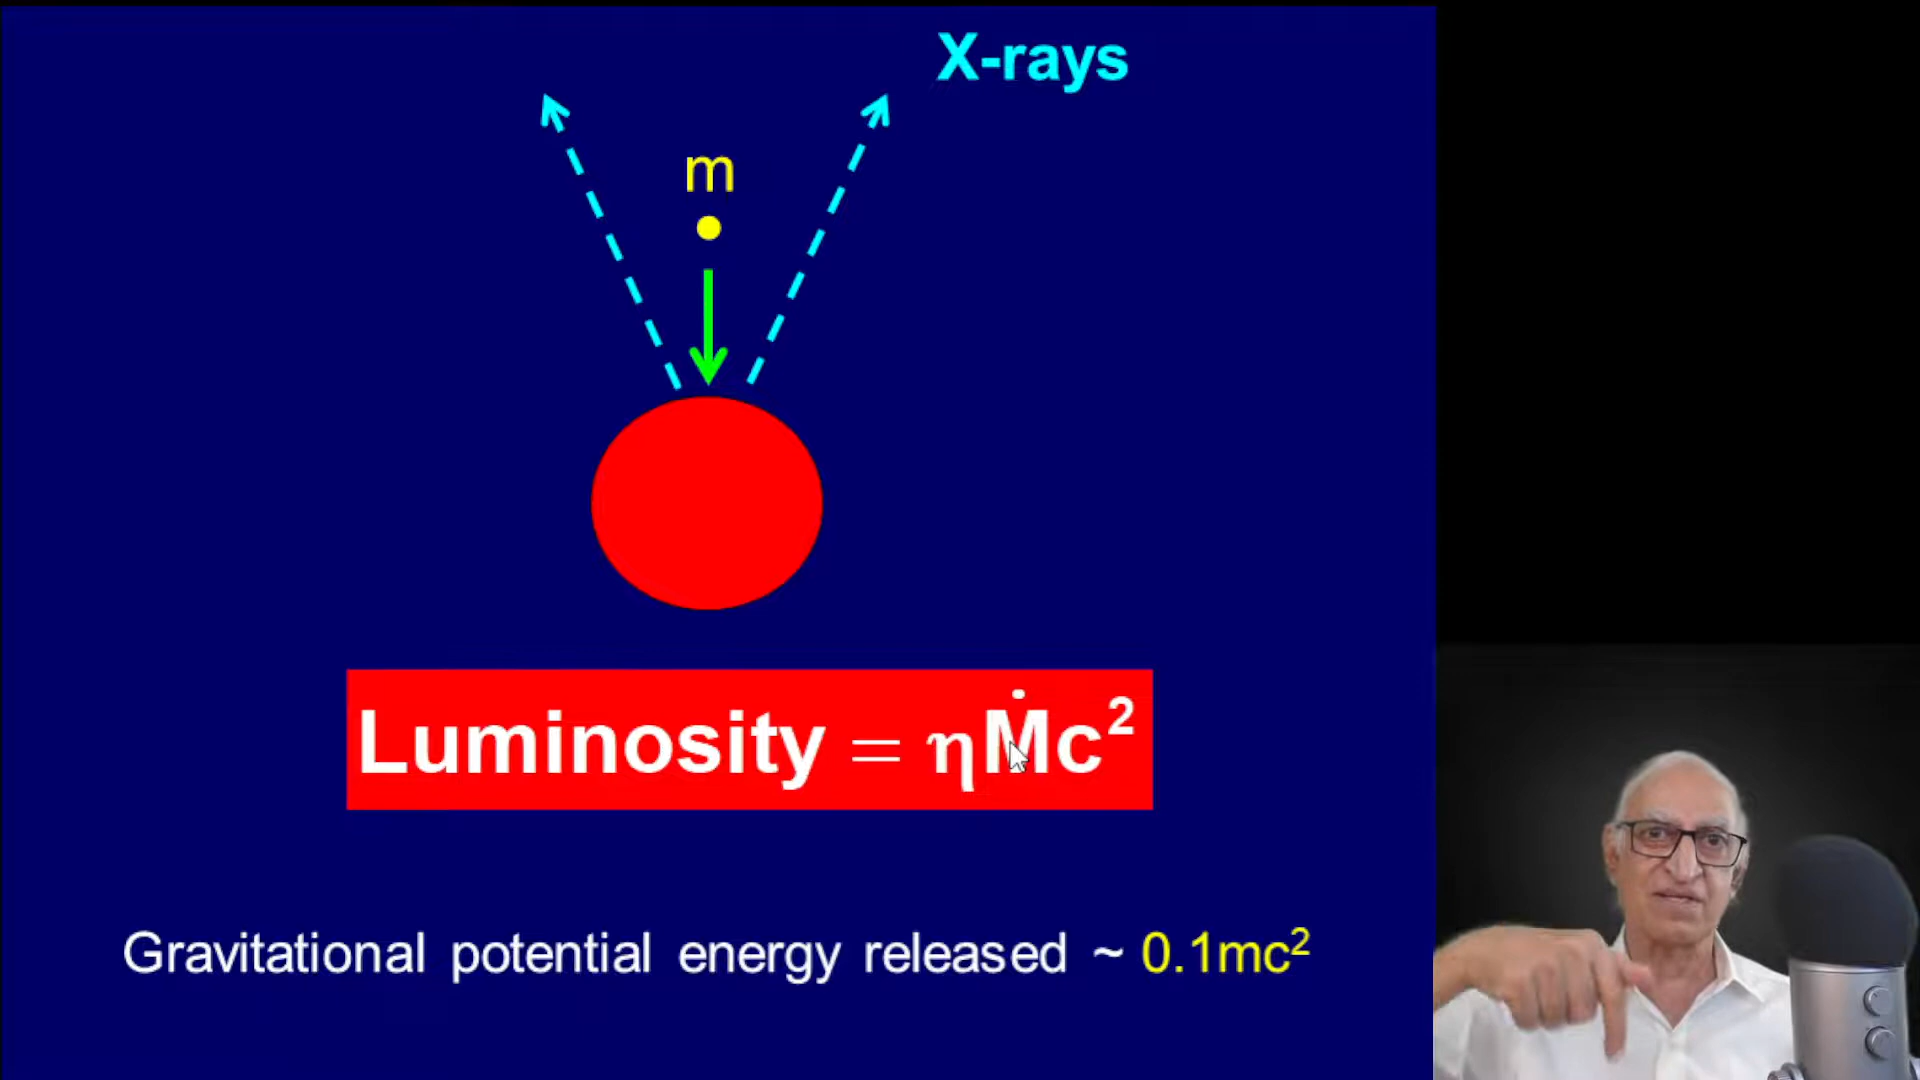 X-rays
m
Luminosity = ηṀc²
Gravitational potential energy released ~ 0.1mc²